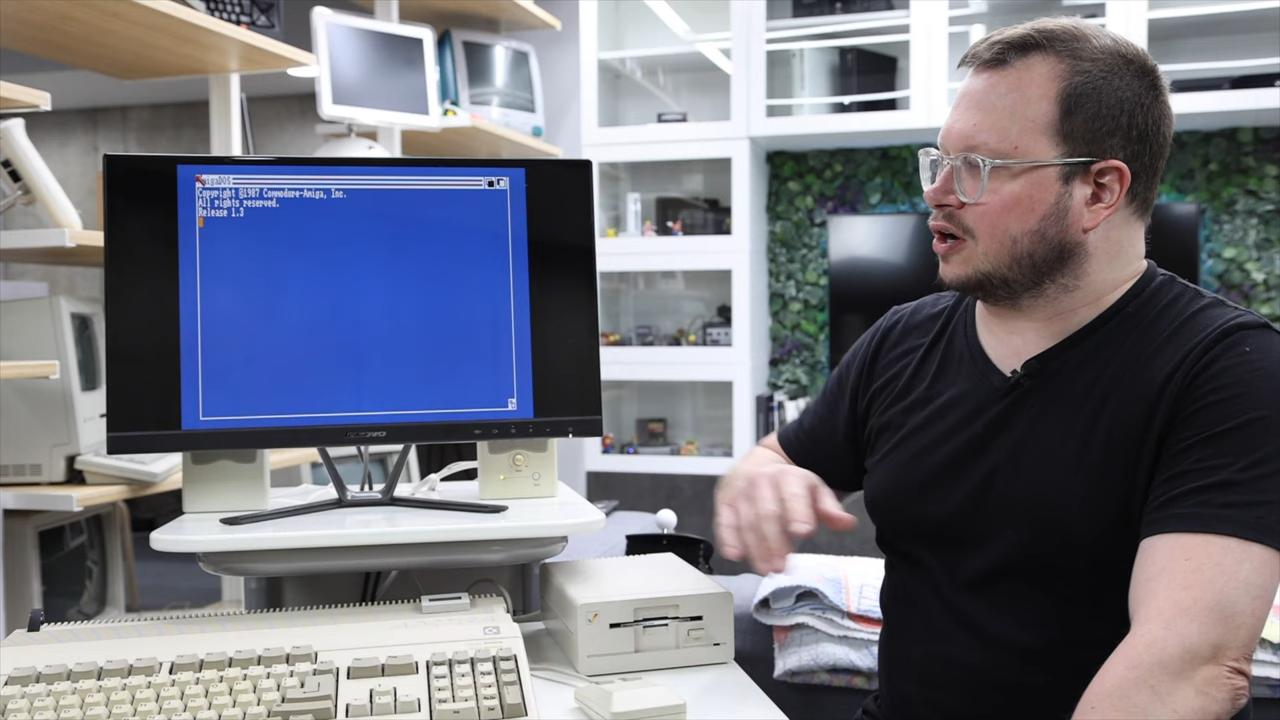 AmigaDOS
Copyright ©1987 Commodore-Amiga, Inc.
All rights reserved.
Release 1.3